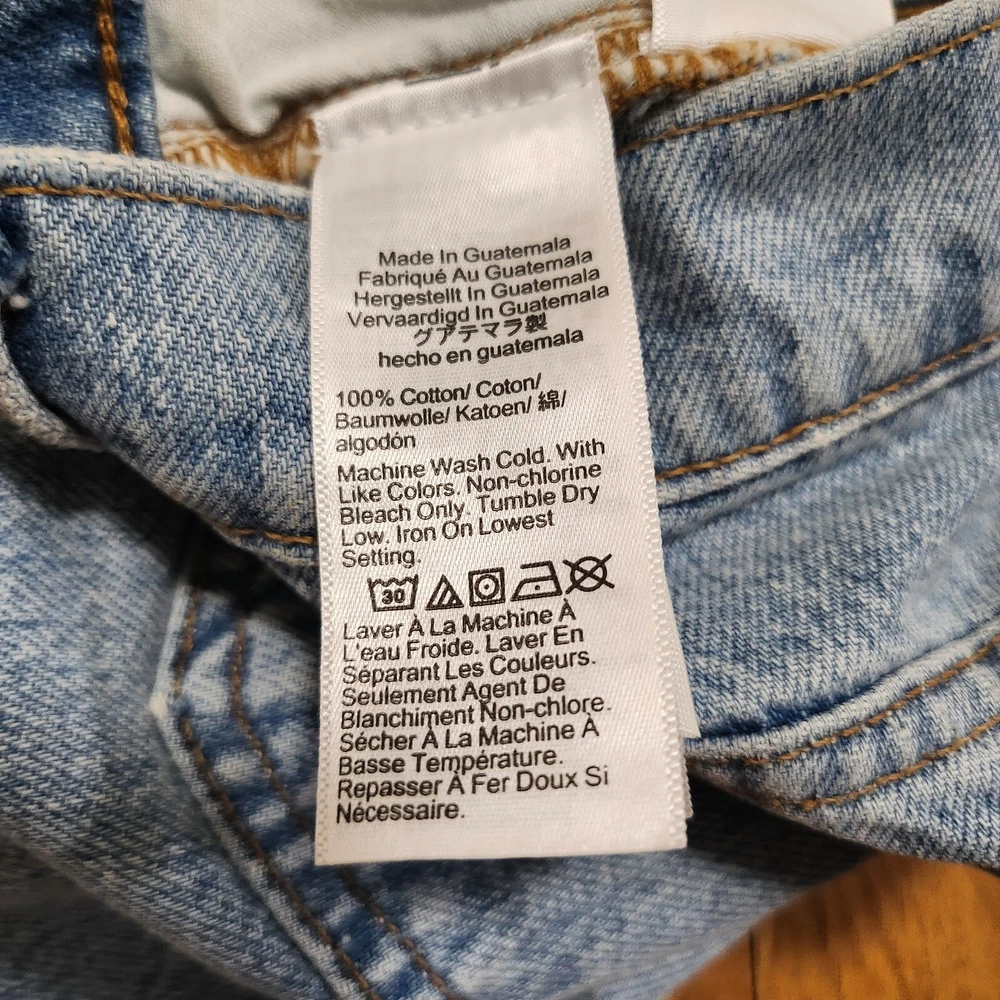 Made In Guatemala
Fabriqué Au Guatemala
Hergestellt In Guatemala
Vervaardigd In Guatemala
グアテマラ製
hecho en guatemala
100% Cotton/ Coton/
Baumwolle/ Katoen/ 綿/
algodón
Machine Wash Cold. With
Like Colors. Non-chlorine
Bleach Only. Tumble Dry
Low. Iron On Lowest
Setting.
30
Laver À La Machine À
L'eau Froide. Laver En
Séparant Les Couleurs.
Seulement Agent De
Blanchiment Non-chlore.
Sécher À La Machine À
Basse Température.
Repasser À Fer Doux Si
Nécessaire.